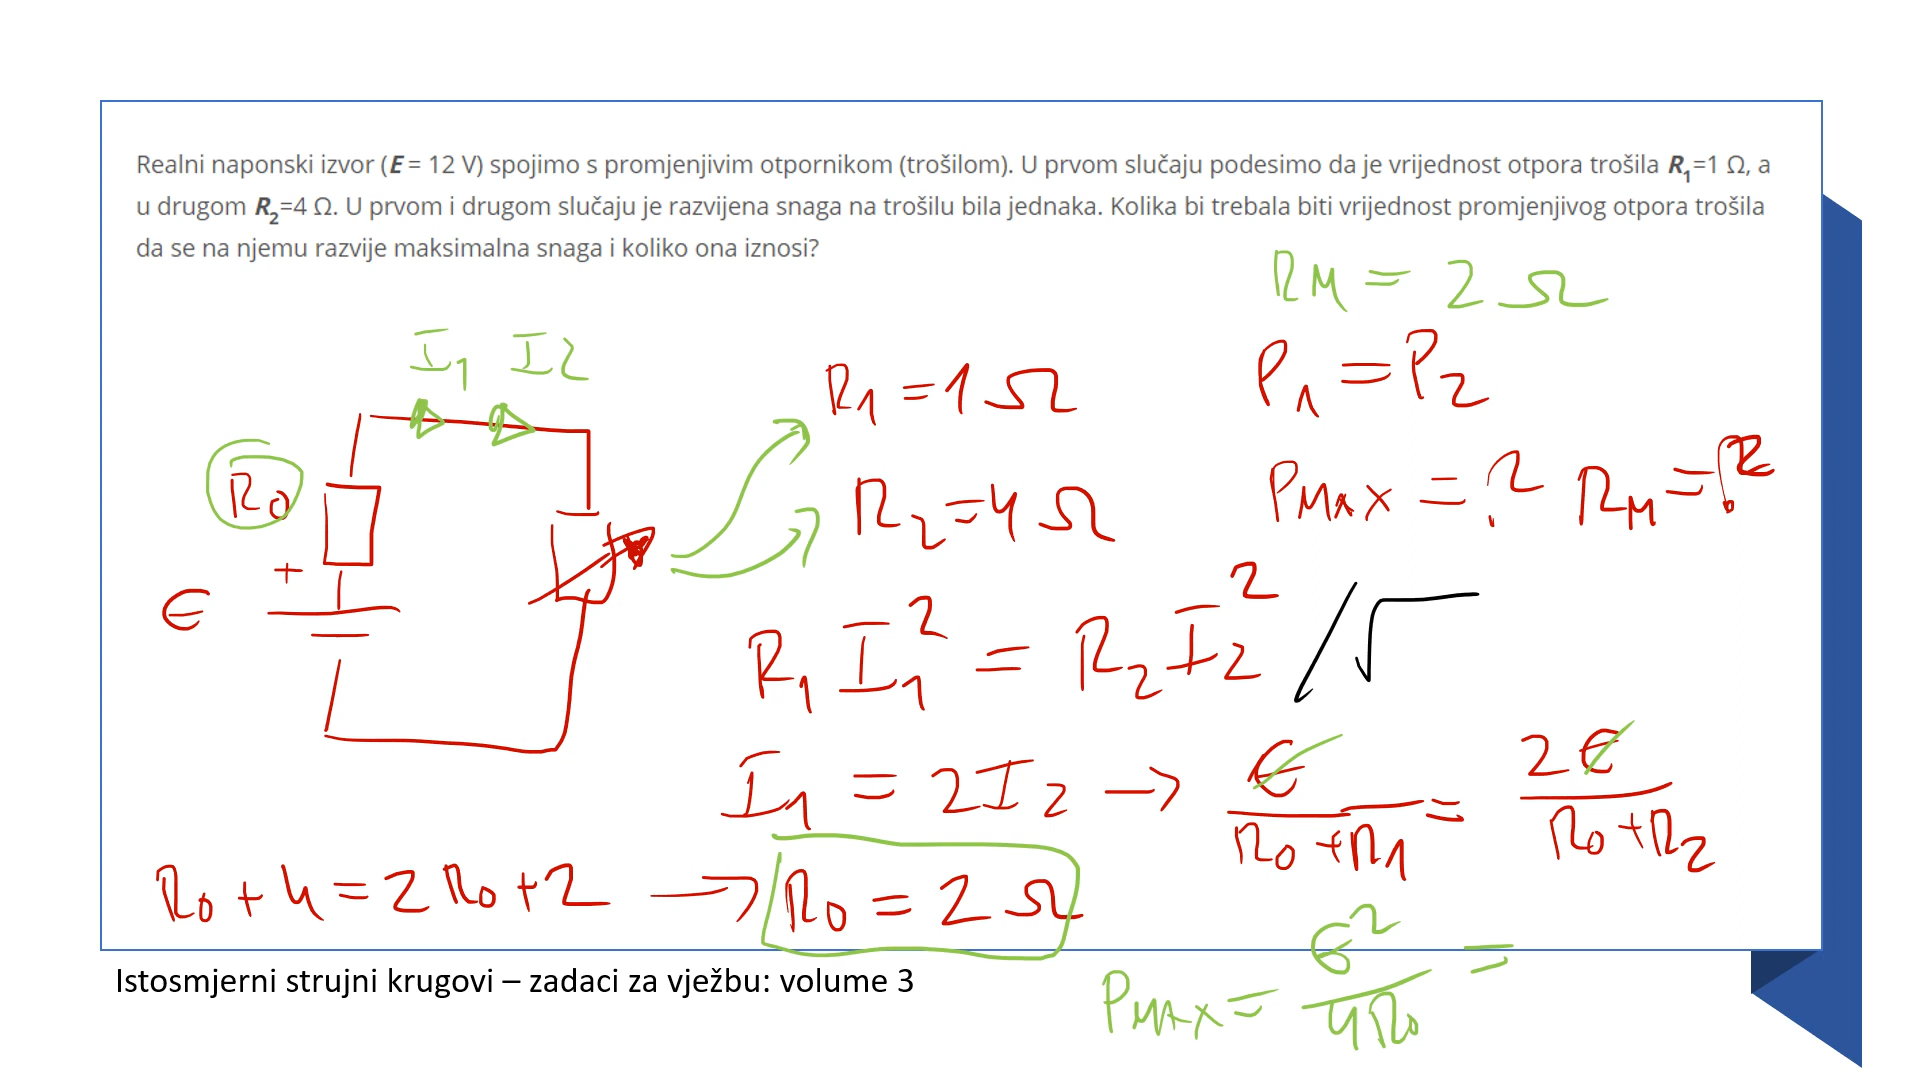 Realni naponski izvor (E = 12 V) spojimo s promjenjivim otpornikom (trošilom). U prvom slučaju podesimo da je vrijednost otpora trošila R₁=1 Ω, a
u drugom R₂=4 Ω. U prvom i drugom slučaju je razvijena snaga na trošilu bila jednaka. Kolika bi trebala biti vrijednost promjenjivog otpora trošila
da se na njemu razvije maksimalna snaga i koliko ona iznosi?
RM = 2 Ω
I₁ I₂
R₁ = 1 Ω
P₁ = P₂
R₀
R₂ = 4 Ω
PMAX = ? RM = ?
+
E
R₁ I₁² = R₂ I₂² / √
I₁ = 2I₂ → E / (R₀ + R₁) = 2E / (R₀ + R₂)
R₀ + 4 = 2R₀ + 2 → R₀ = 2 Ω
PMAX = E² / 4R₀ =
Istosmjerni strujni krugovi – zadaci za vježbu: volume 3